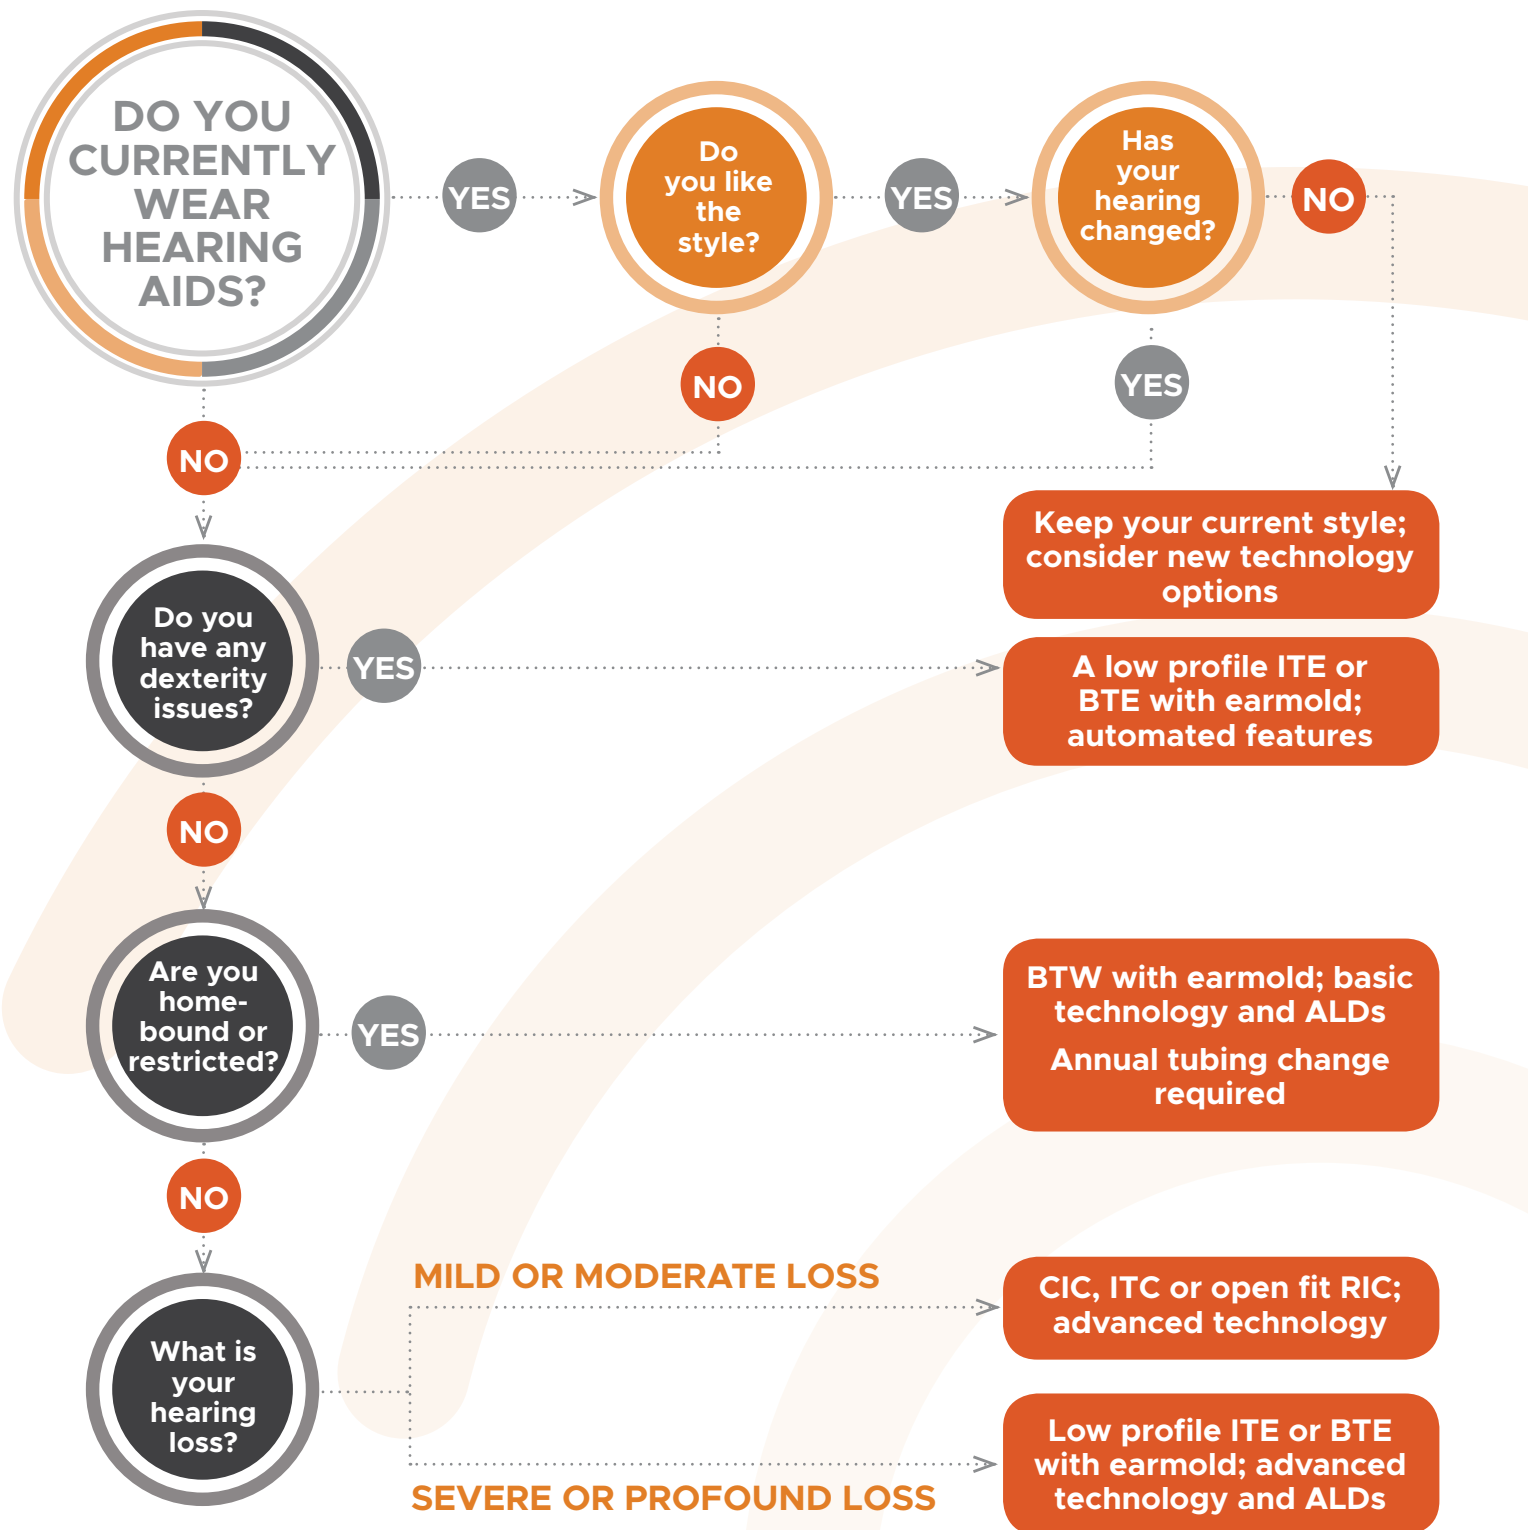 DO YOU
CURRENTLY
WEAR
HEARING
AIDS?
YES
Do
you like
the
style?
YES
Has
your
hearing
changed?
NO
NO
YES
NO
Keep your current style;
consider new technology
options
Do you
have any
dexterity
issues?
YES
A low profile ITE or
BTE with earmold;
automated features
NO
Are you
home-
bound or
restricted?
YES
BTW with earmold; basic
technology and ALDs
Annual tubing change
required
NO
What is
your
hearing
loss?
MILD OR MODERATE LOSS
CIC, ITC or open fit RIC;
advanced technology
SEVERE OR PROFOUND LOSS
Low profile ITE or BTE
with earmold; advanced
technology and ALDs